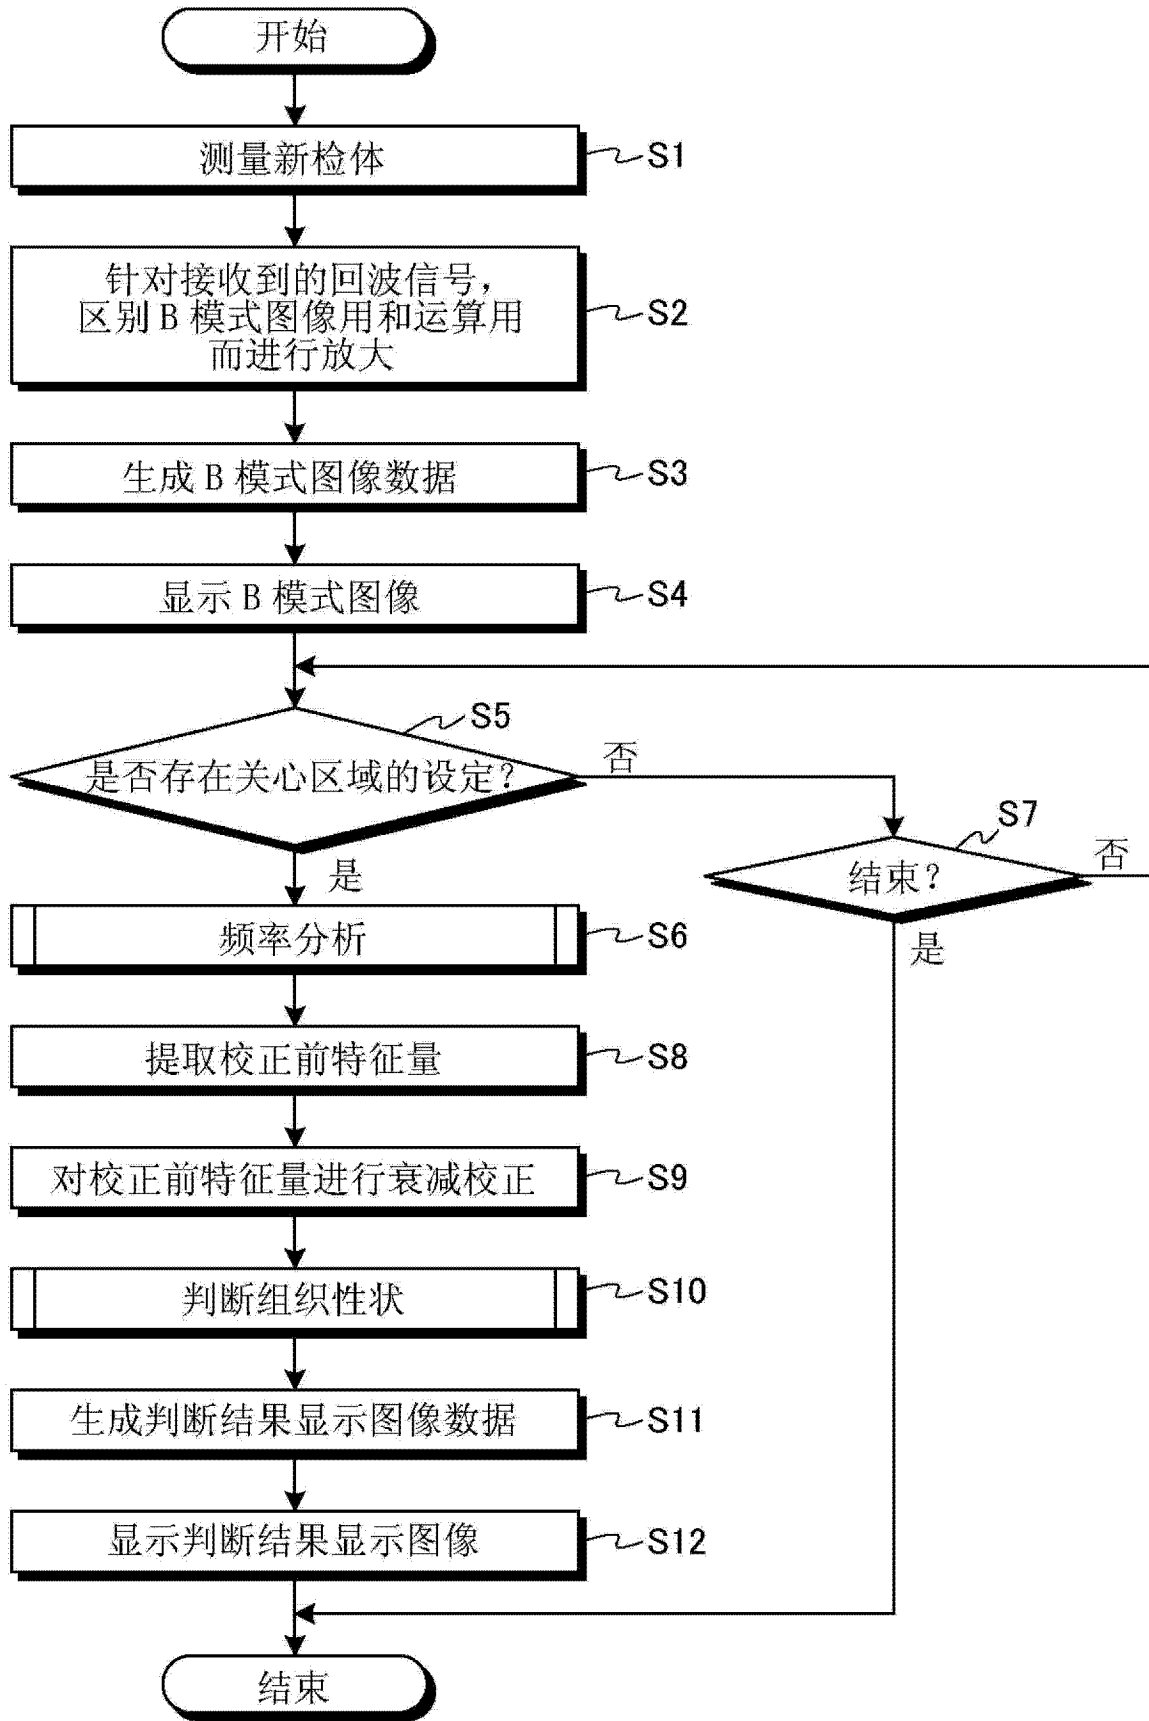 开始
测量新检体
S1
针对接收到的回波信号，
区别 B 模式图像用和运算用
而进行放大
S2
生成 B 模式图像数据
S3
显示 B 模式图像
S4
S5
是否存在关心区域的设定？
否
S7
结束？
否
是
是
频率分析
S6
提取校正前特征量
S8
对校正前特征量进行衰减校正
S9
判断组织性状
S10
生成判断结果显示图像数据
S11
显示判断结果显示图像
S12
结束